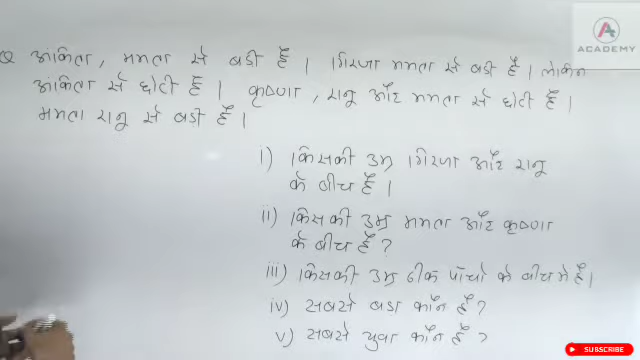 A
ACADEMY
Q अंकिता, ममता से बडी हैं। गिरजा ममता से बडी हैं। लेकिन
अंकिता से छोटी हैं। कृष्णा, रानु और ममता से छोटी हैं।
ममता रानु से बडी हैं।
i) किसकी उम्र गिरजा और रानु
के बीच हैं।
ii) किसकी उम्र ममता और कृष्णा
के बीच हैं?
iii) किसकी उम्र ठीक पाँचो के बीच में हैं।
iv) सबसे बडा कौन हैं?
v) सबसे युवा कौन हैं?
SUBSCRIBE